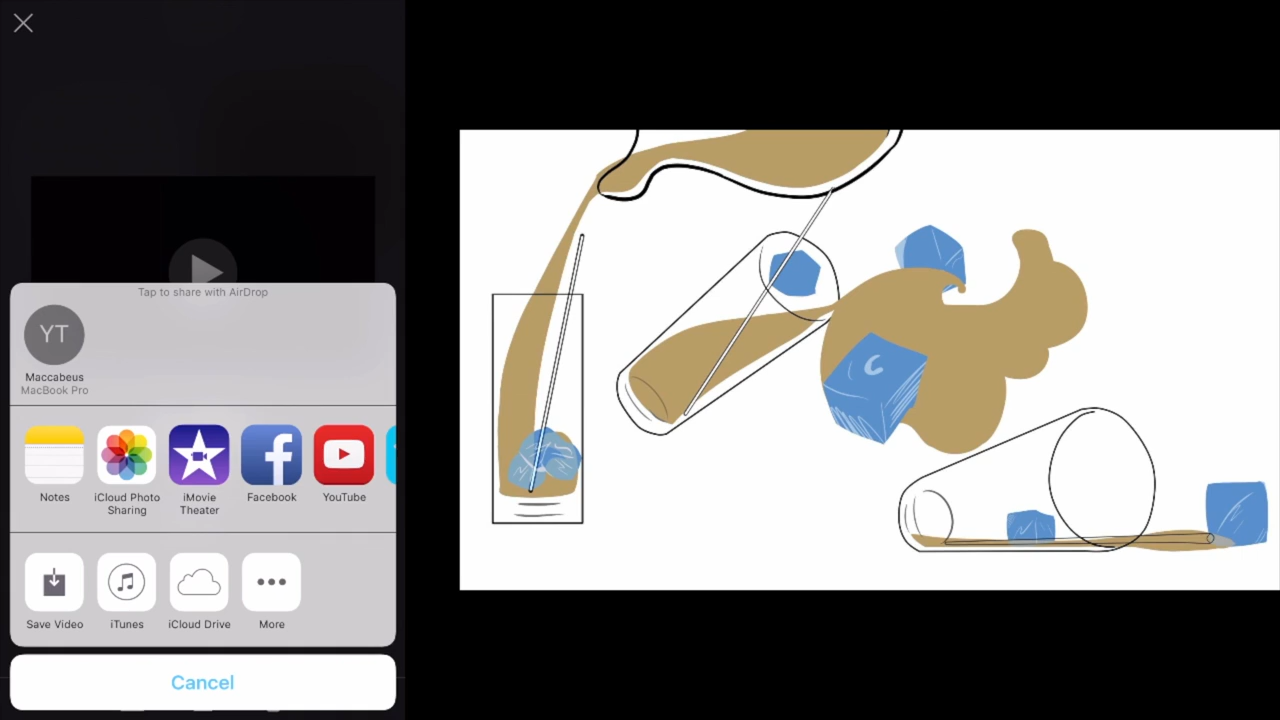 Tap to share with AirDrop
YT
Maccabeus
MacBook Pro
Notes
iCloud Photo
Sharing
iMovie
Theater
Facebook
YouTube
Save Video
iTunes
iCloud Drive
More
Cancel